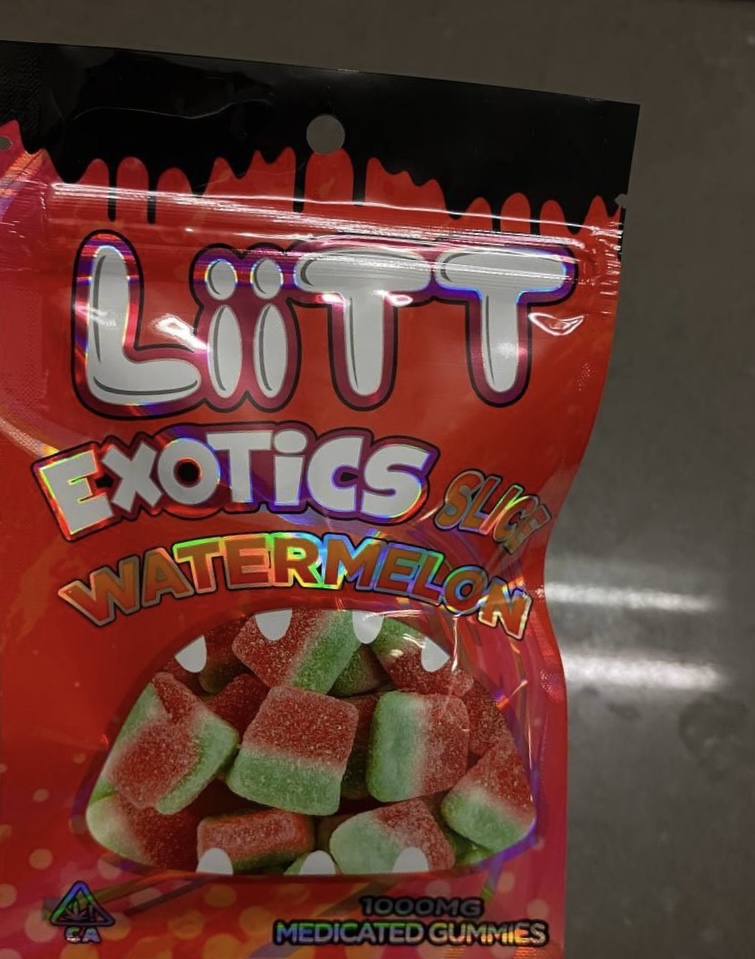 LiiTT
EXOTiCS
SLICE
WATERMELON
1000MG
MEDICATED GUMMIES
CA